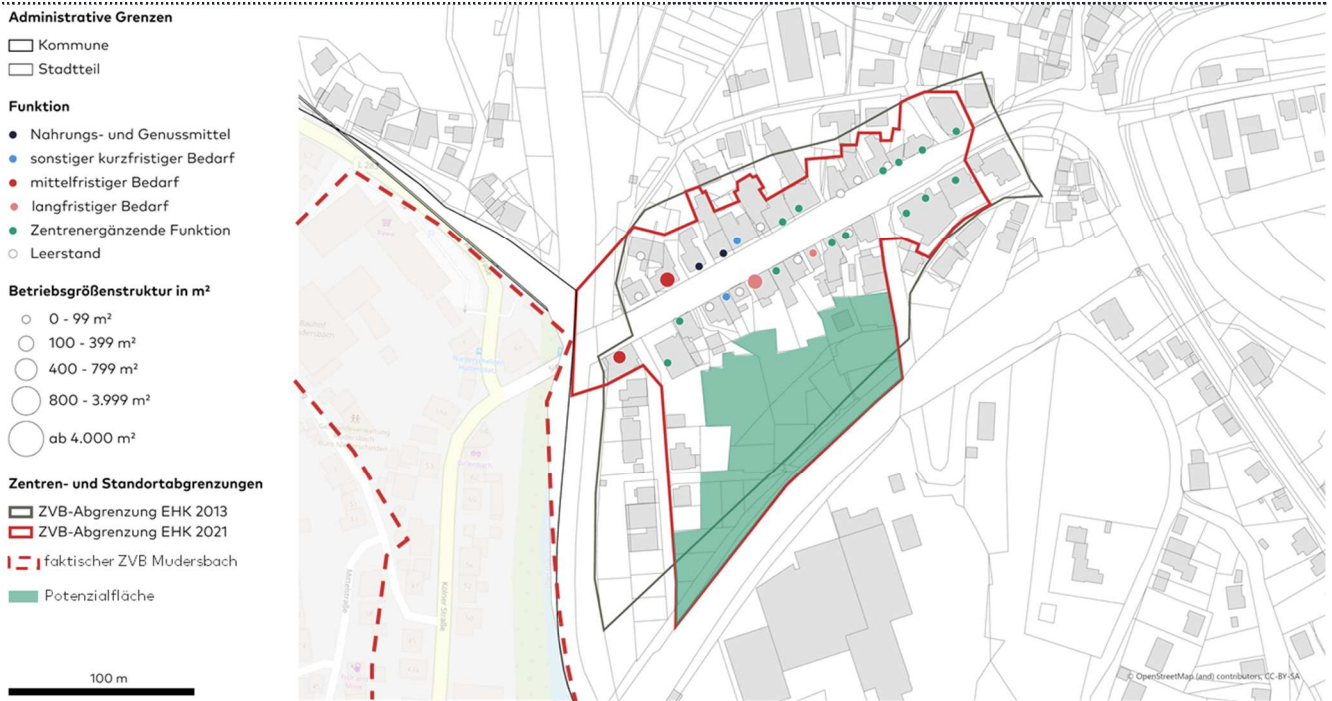 Administrative Grenzen
Kommune
Stadtteil
Funktion
Nahrungs- und Genussmittel
sonstiger kurzfristiger Bedarf
mittelfristiger Bedarf
langfristiger Bedarf
Zentrenergänzende Funktion
Leerstand
Betriebsgrößenstruktur in m²
0 - 99 m²
100 - 399 m²
400 - 799 m²
800 - 3.999 m²
ab 4.000 m²
Zentren- und Standortabgrenzungen
ZVB-Abgrenzung EHK 2013
ZVB-Abgrenzung EHK 2021
faktischer ZVB Mudersbach
Potenzialfläche
100 m
Kölner Straße
© OpenStreetMap (and) contributors, CC-BY-SA